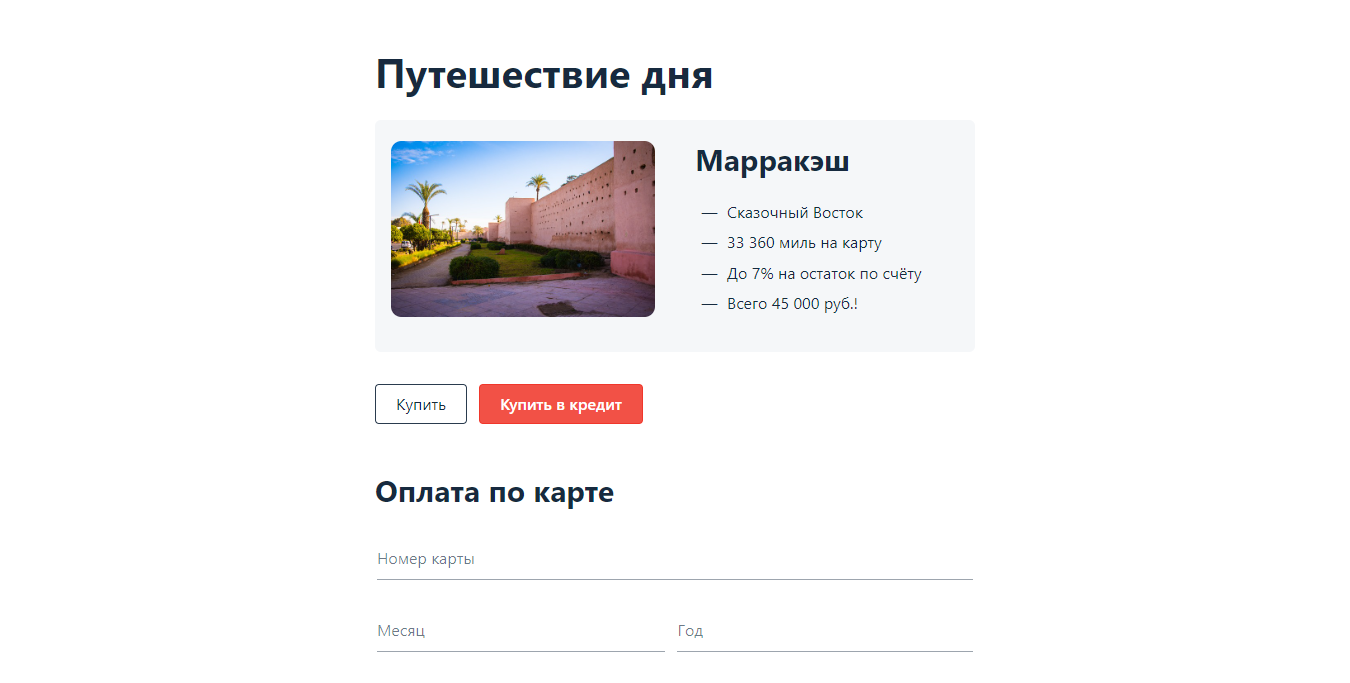 Путешествие дня
Марракэш
— Сказочный Восток
— 33 360 миль на карту
— До 7% на остаток по счёту
— Всего 45 000 руб.!
Купить
Купить в кредит
Оплата по карте
Номер карты
Месяц
Год